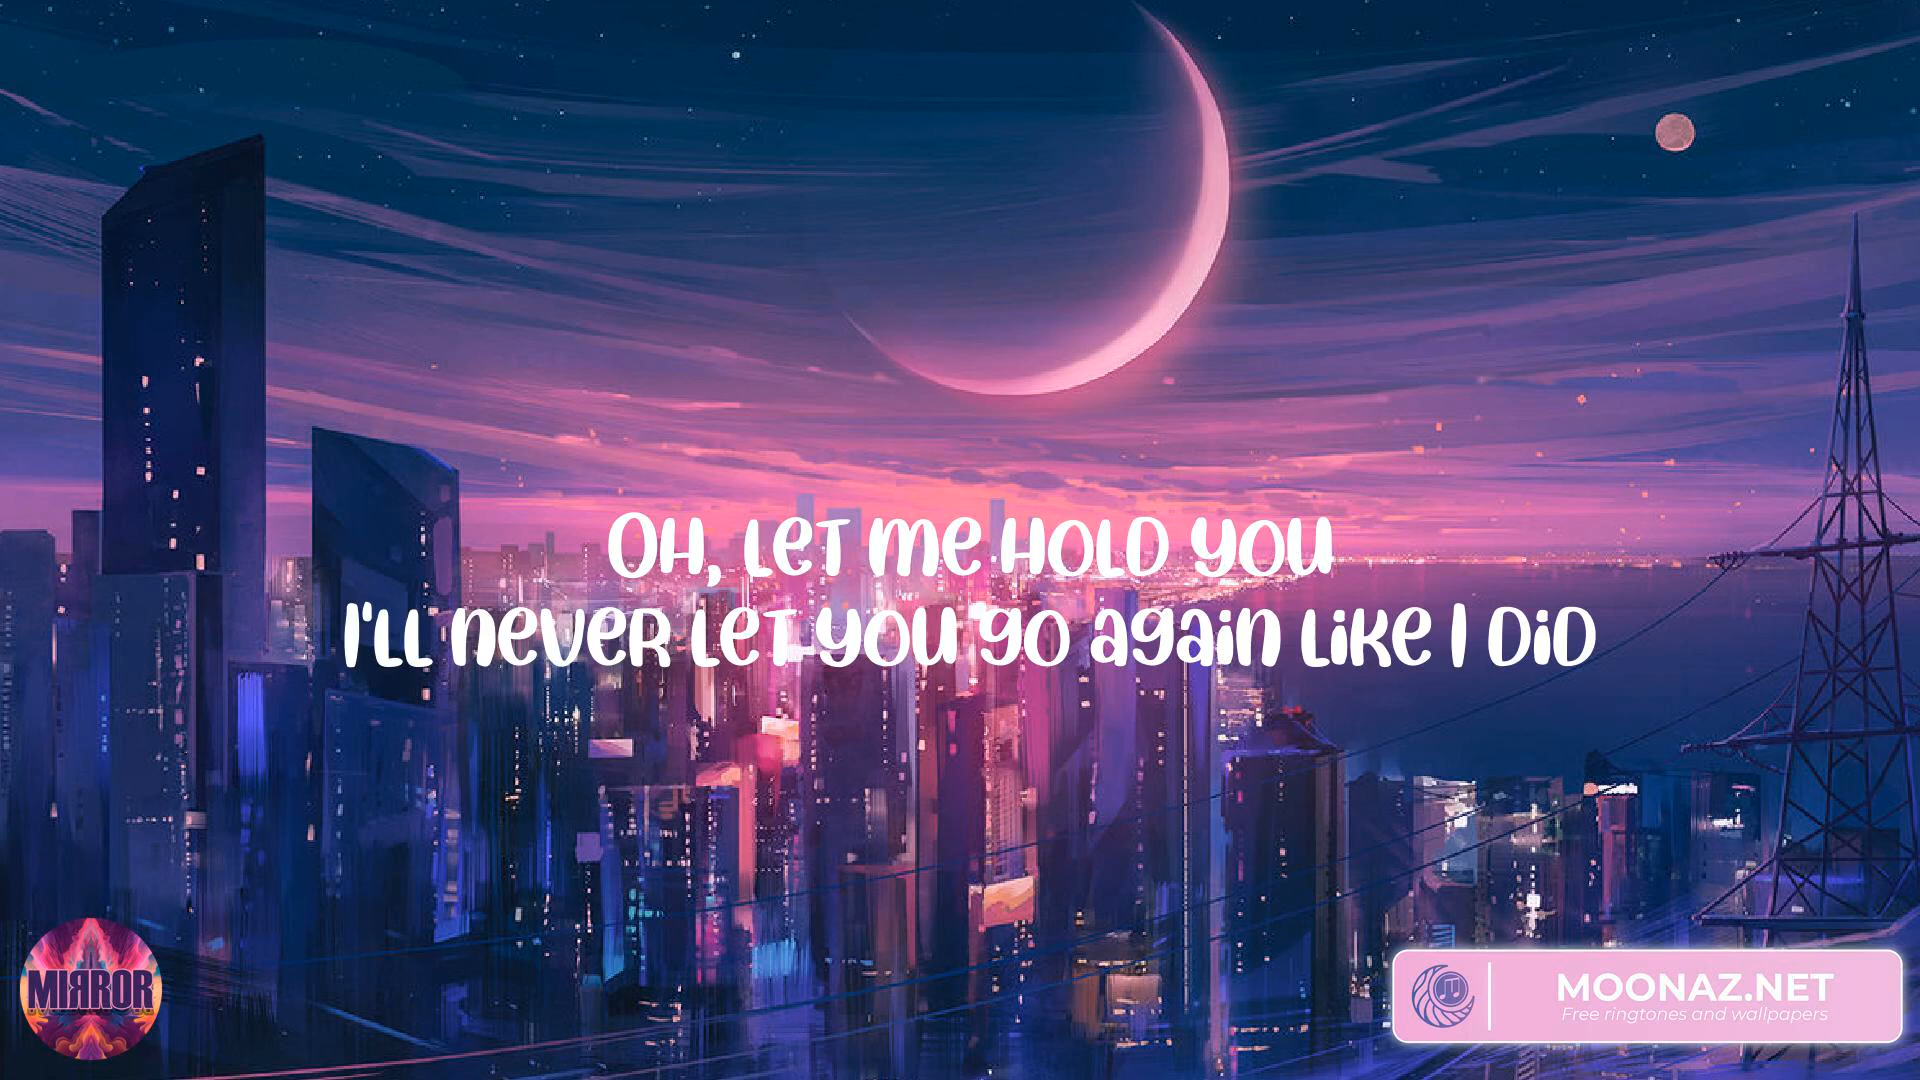 Oh, let me hold you
I'll never let you go again like I did
MIRROR
MOONAZ.NET
Free ringtones and wallpapers